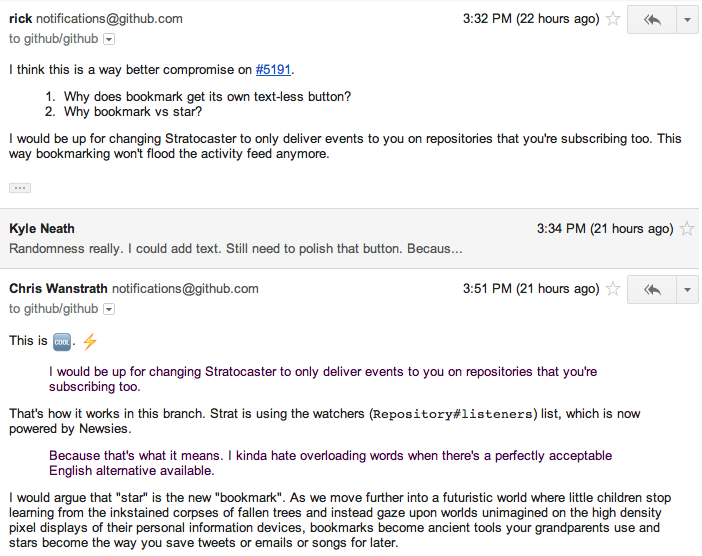 rick notifications@github.com 3:32 PM (22 hours ago)
to github/github
I think this is a way better compromise on #5191.
1. Why does bookmark get its own text-less button?
2. Why bookmark vs star?
I would be up for changing Stratocaster to only deliver events to you on repositories that you're subscribing too. This
way bookmarking won't flood the activity feed anymore.
Kyle Neath 3:34 PM (21 hours ago)
Randomness really. I could add text. Still need to polish that button. Becaus...
Chris Wanstrath notifications@github.com 3:51 PM (21 hours ago)
to github/github
This is COOL. ⚡
I would be up for changing Stratocaster to only deliver events to you on repositories that you're
subscribing too.
That's how it works in this branch. Strat is using the watchers (Repository#listeners) list, which is now
powered by Newsies.
Because that's what it means. I kinda hate overloading words when there's a perfectly acceptable
English alternative available.
I would argue that "star" is the new "bookmark". As we move further into a futuristic world where little children stop
learning from the inkstained corpses of fallen trees and instead gaze upon worlds unimagined on the high density
pixel displays of their personal information devices, bookmarks become ancient tools your grandparents use and
stars become the way you save tweets or emails or songs for later.